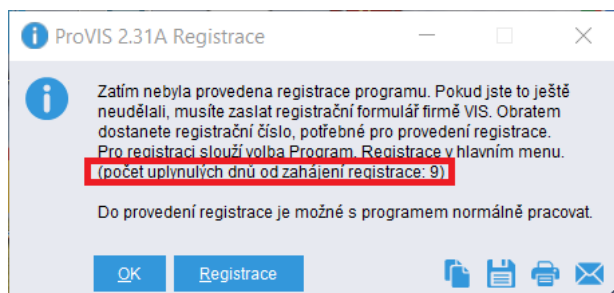 ProVIS 2.31A Registrace
Zatím nebyla provedena registrace programu. Pokud jste to ještě
neudělali, musíte zaslat registrační formulář firmě VIS. Obratem
dostanete registrační číslo, potřebné pro provedení registrace.
Pro registraci slouží volba Program, Registrace v hlavním menu.
(počet uplynulých dnů od zahájení registrace: 9)
Do provedení registrace je možné s programem normálně pracovat.
OK
Registrace